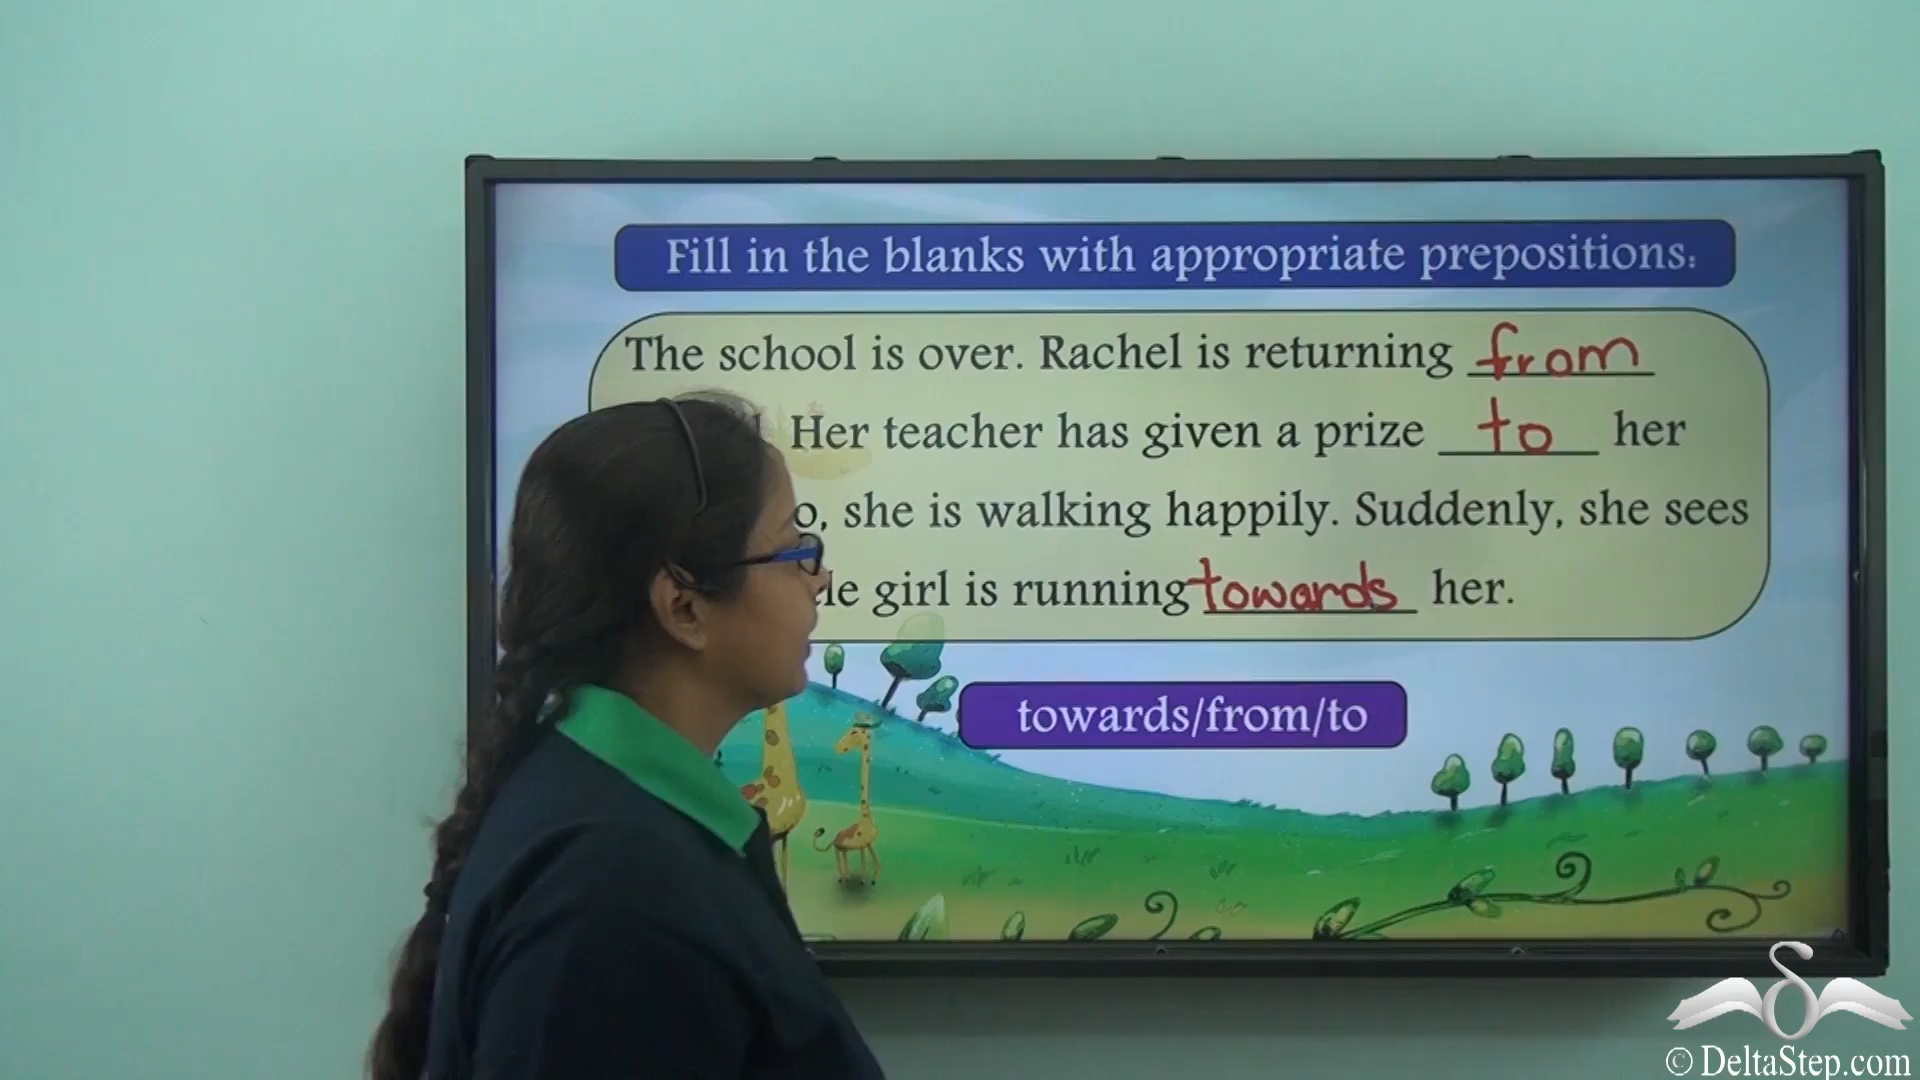 Fill in the blanks with appropriate prepositions:
The school is over. Rachel is returning from
Her teacher has given a prize to her
she is walking happily. Suddenly, she sees
girl is running towards her.
towards/from/to
© DeltaStep.com